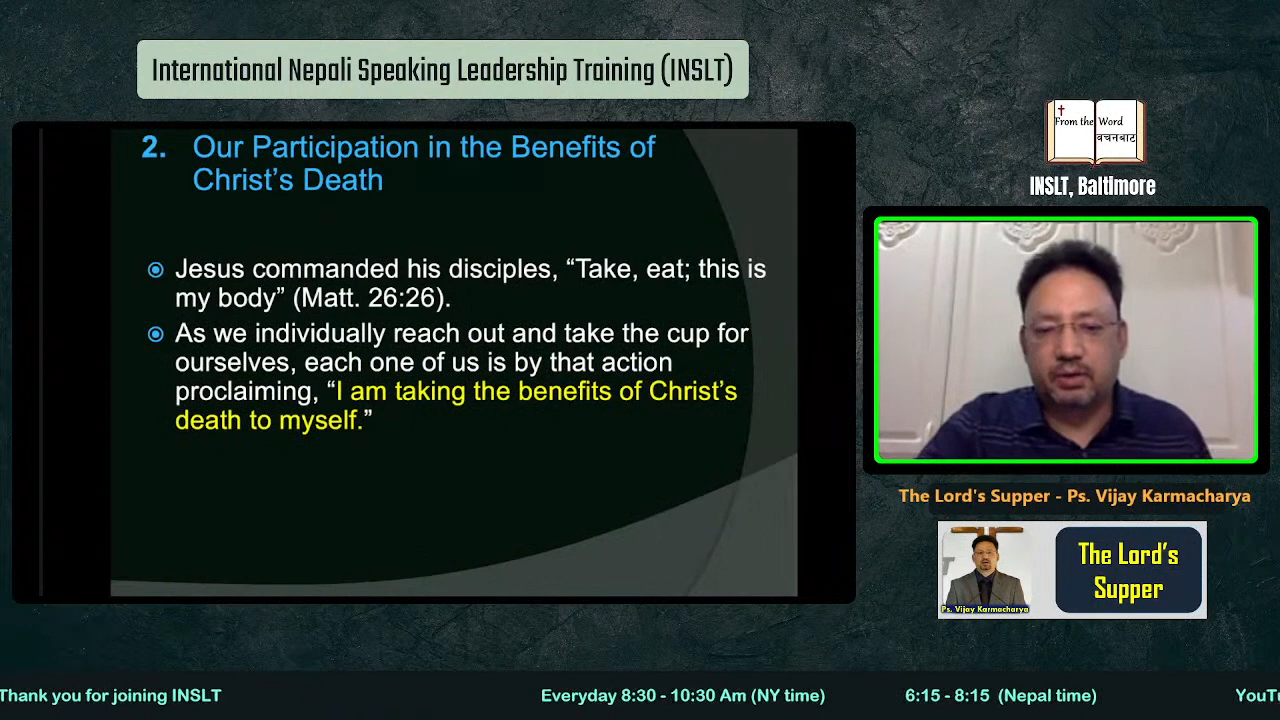 International Nepali Speaking Leadership Training (INSLT)
2. Our Participation in the Benefits of
Christ's Death
Jesus commanded his disciples, “Take, eat; this is
my body” (Matt. 26:26).
As we individually reach out and take the cup for
ourselves, each one of us is by that action
proclaiming, “I am taking the benefits of Christ's
death to myself.”
From the Word
वचनबाट
INSLT, Baltimore
The Lord's Supper - Ps. Vijay Karmacharya
The Lord's
Supper
Ps. Vijay Karmacharya
Thank you for joining INSLT Everyday 8:30 - 10:30 Am (NY time) 6:15 - 8:15 (Nepal time) YouTu